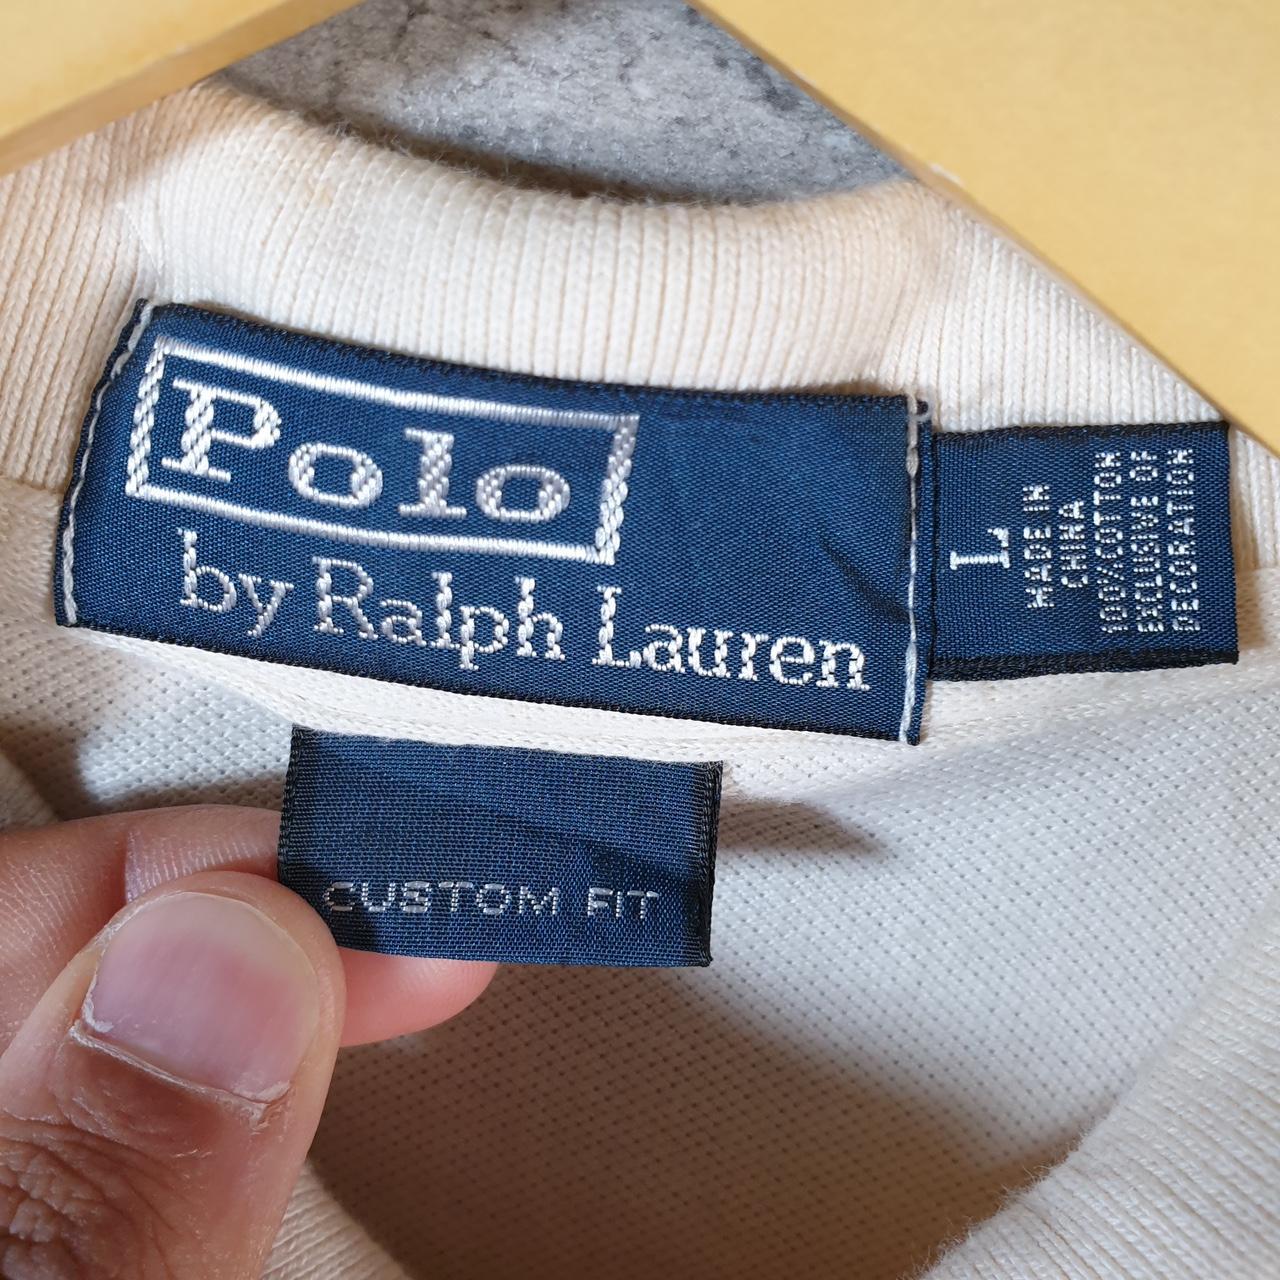 Polo
by Ralph Lauren
L
MADE IN
CHINA
100%COTTON
EXCLUSIVE OF
DECORATION
CUSTOM FIT